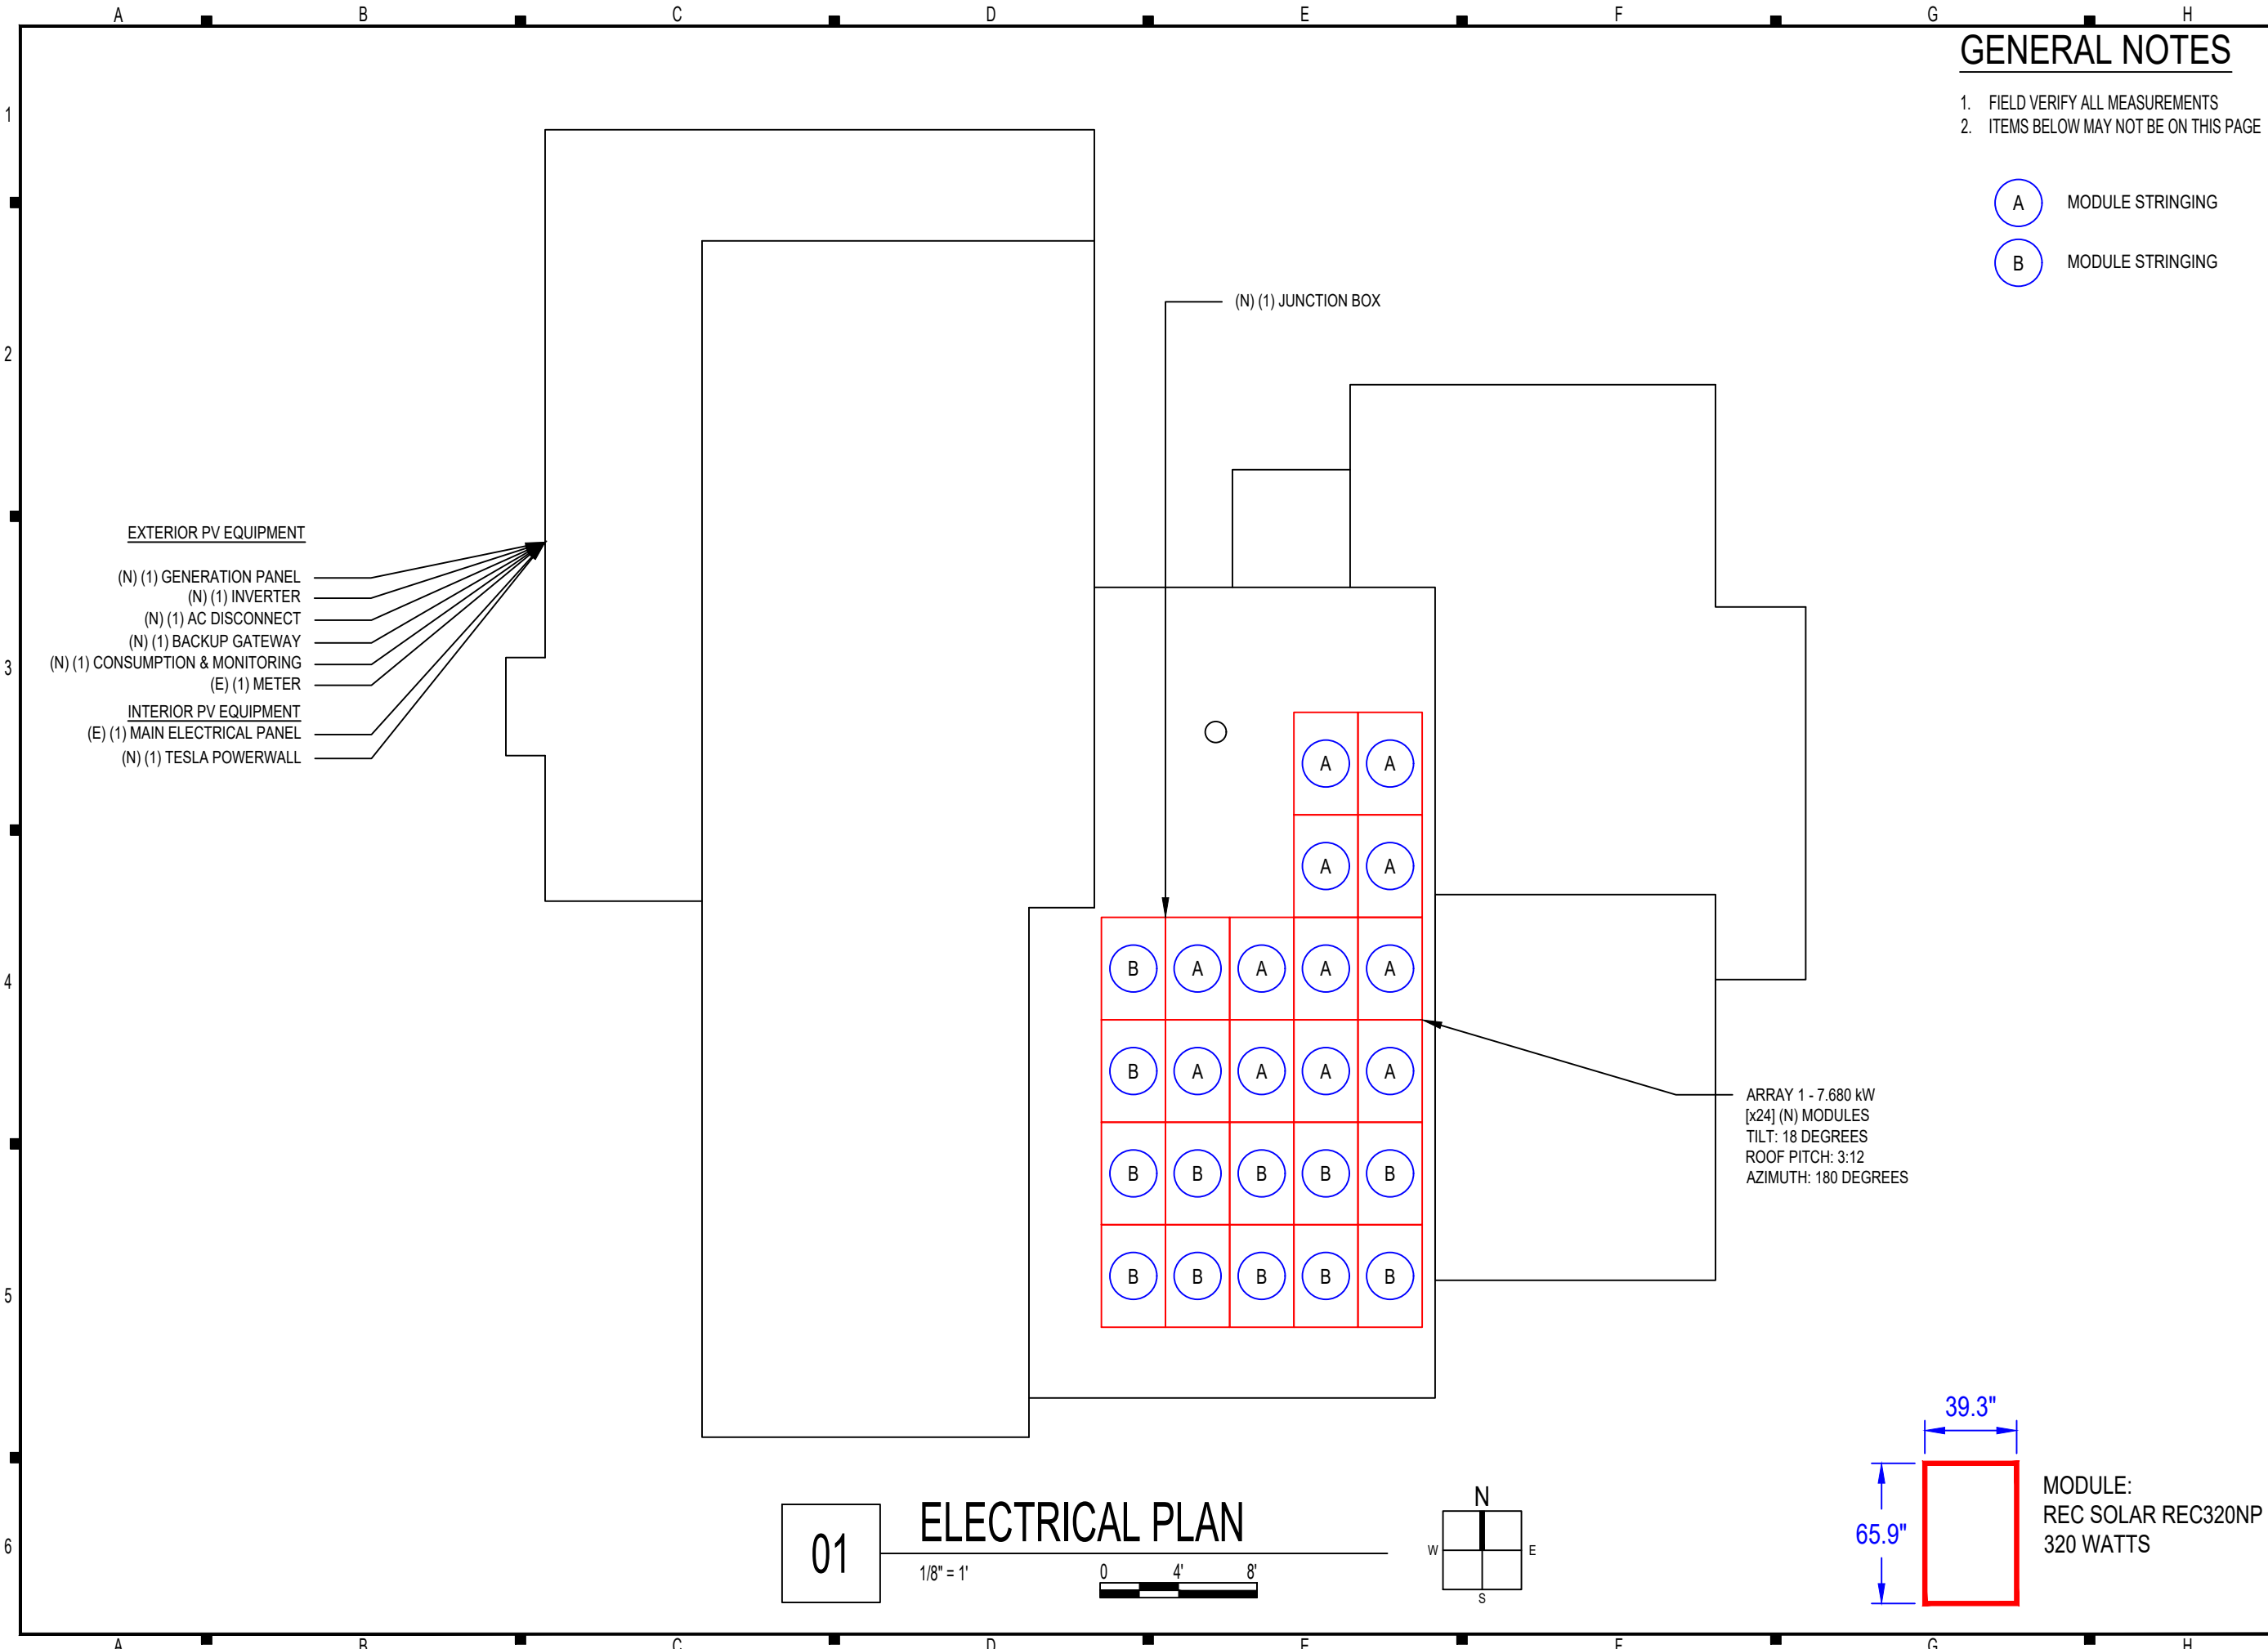 A B C D E F G H
GENERAL NOTES
1. FIELD VERIFY ALL MEASUREMENTS
2. ITEMS BELOW MAY NOT BE ON THIS PAGE
A MODULE STRINGING
B MODULE STRINGING
1
2
3
4
5
6
(N) (1) JUNCTION BOX
EXTERIOR PV EQUIPMENT
(N) (1) GENERATION PANEL
(N) (1) INVERTER
(N) (1) AC DISCONNECT
(N) (1) BACKUP GATEWAY
(N) (1) CONSUMPTION & MONITORING
(E) (1) METER
INTERIOR PV EQUIPMENT
(E) (1) MAIN ELECTRICAL PANEL
(N) (1) TESLA POWERWALL
A A
A A
B A A A A
B A A A A
B B B B B
B B B B B
ARRAY 1 - 7.680 kW
[x24] (N) MODULES
TILT: 18 DEGREES
ROOF PITCH: 3:12
AZIMUTH: 180 DEGREES
01
ELECTRICAL PLAN
1/8" = 1'
0 4' 8'
N
W E
S
39.3"
65.9"
MODULE:
REC SOLAR REC320NP
320 WATTS
A B C D E F G H